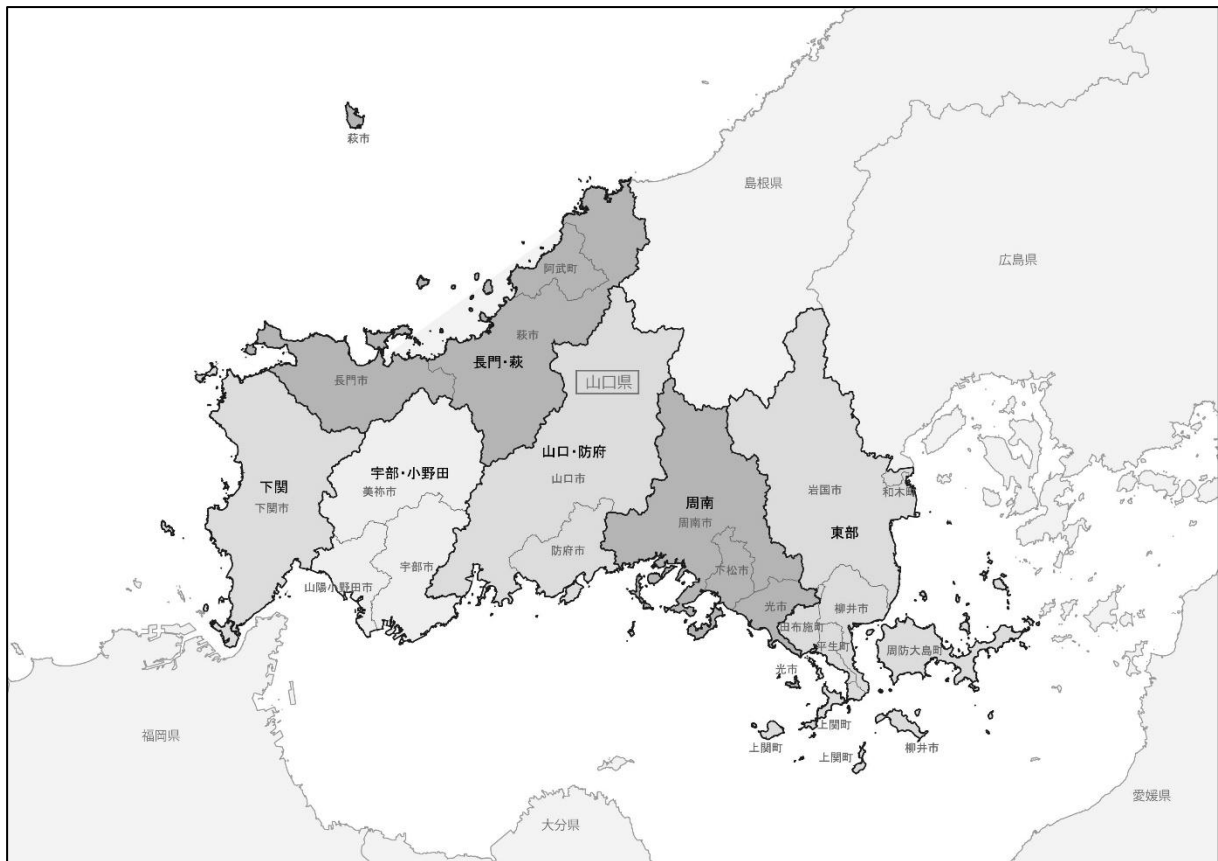 萩市
島根県
広島県
阿武町
萩市
長門・萩
長門市
山口県
山口・防府
山口市
宇部・小野田
美祢市
下関
下関市
周南
周南市
岩国市
和木町
東部
防府市
下松市
宇部市
山陽小野田市
光市
柳井市
由布施町
平生町
周防大島町
光市
上関町
上関町
上関町
柳井市
福岡県
愛媛県
大分県